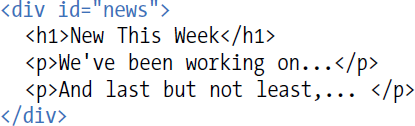 <div id="news">
  <h1>New This Week</h1>
  <p>We've been working on...</p>
  <p>And last but not least,... </p>
</div>